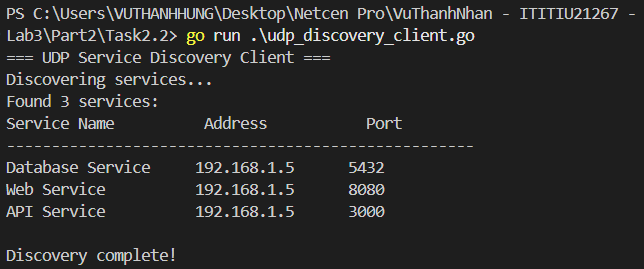 PS C:\Users\VUTHANHHUNG\Desktop\Netcen Pro\VuThanhNhan - ITITIU21267 -
Lab3\Part2\Task2.2> go run .\udp_discovery_client.go
=== UDP Service Discovery Client ===
Discovering services...
Found 3 services:
Service Name Address Port
----------------------------------------------------
Database Service 192.168.1.5 5432
Web Service 192.168.1.5 8080
API Service 192.168.1.5 3000
Discovery complete!